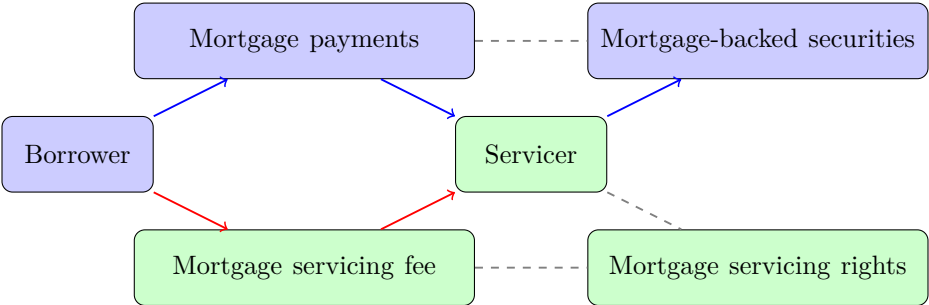 Mortgage payments
Mortgage-backed securities
Borrower
Servicer
Mortgage servicing fee
Mortgage servicing rights